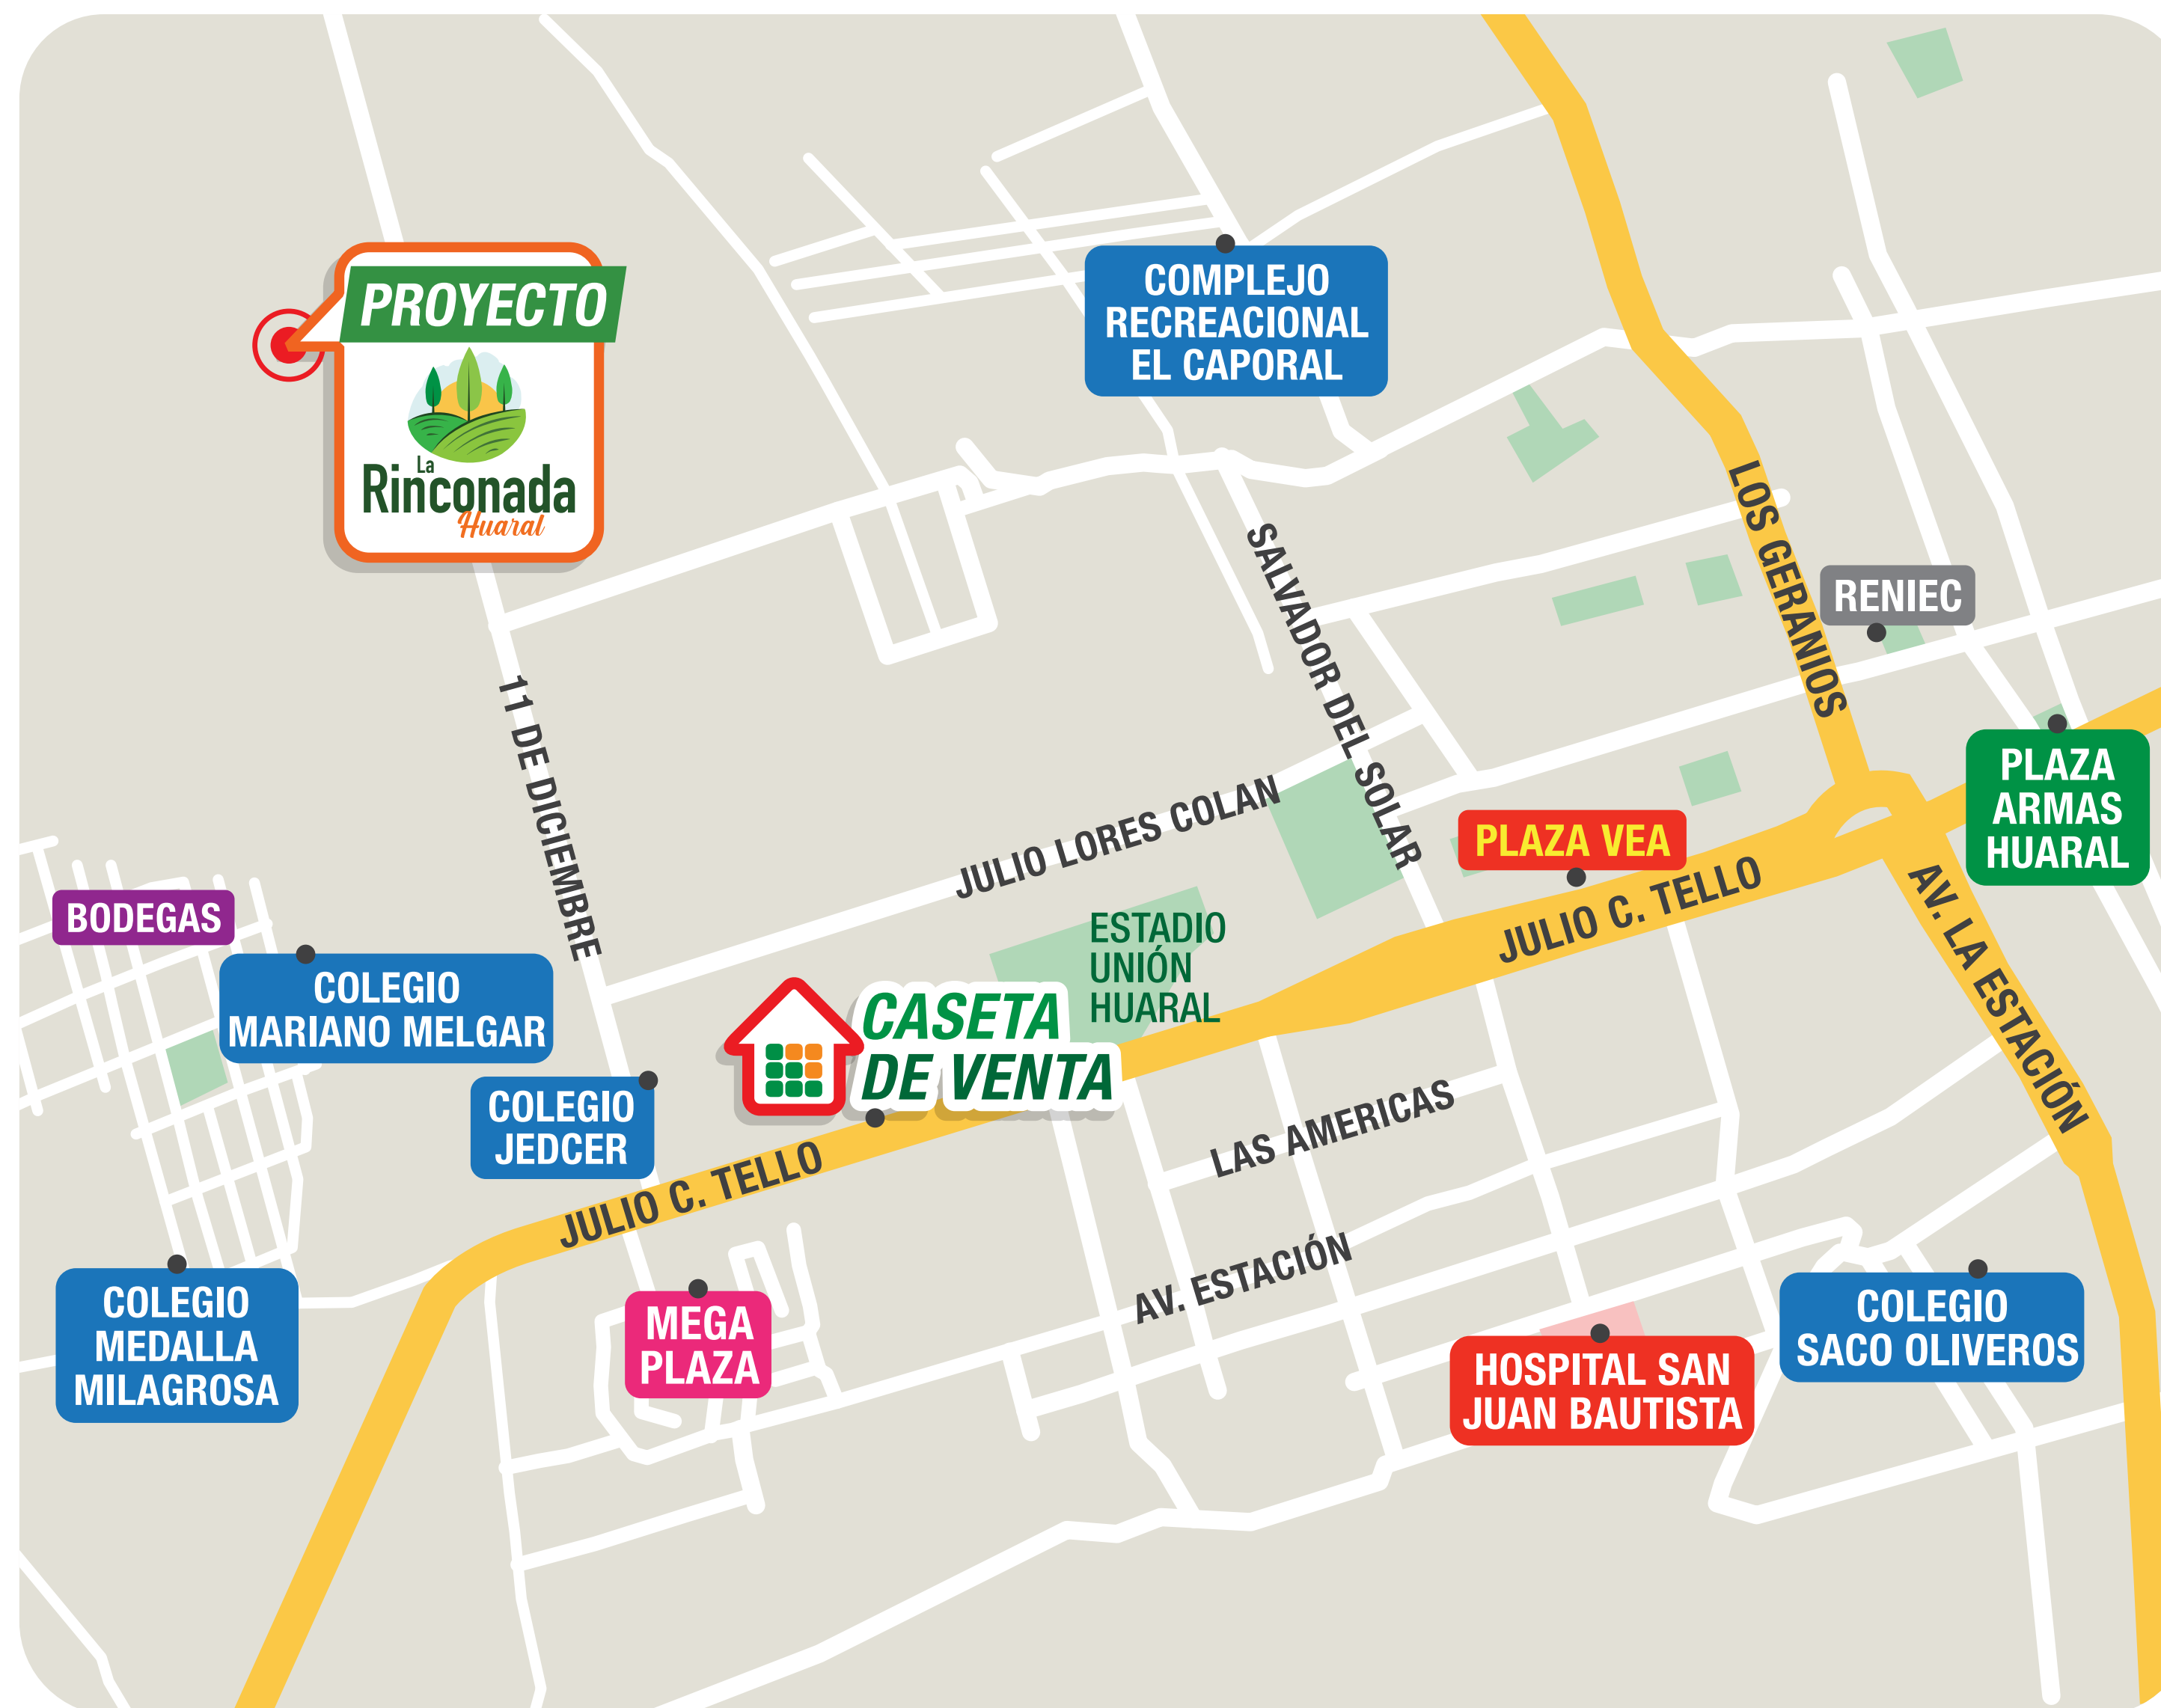 PROYECTO
La
Rinconada
Huaral
COMPLEJO
RECREACIONAL
EL CAPORAL
LOS GERANIOS
RENIEC
SALVADOR DEL SOLAR
11 DE DICIEMBRE
JULIO LORES COLAN
PLAZA VEA
PLAZA
ARMAS
HUARAL
BODEGAS
COLEGIO
MARIANO MELGAR
ESTADIO
UNIÓN
HUARAL
JULIO C. TELLO
AV. LA ESTACIÓN
CASETA
DE VENTA
COLEGIO
JEDCER
JULIO C. TELLO
LAS AMERICAS
AV. ESTACIÓN
COLEGIO
MEDALLA
MILAGROSA
MEGA
PLAZA
HOSPITAL SAN
JUAN BAUTISTA
COLEGIO
SACO OLIVEROS